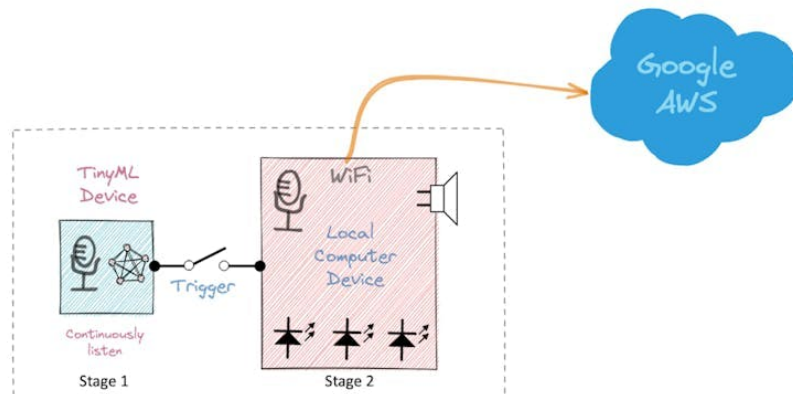 Google
AWS
TinyML
Device
WiFi
Local
Computer
Device
Trigger
Continuously
listen
Stage 1
Stage 2